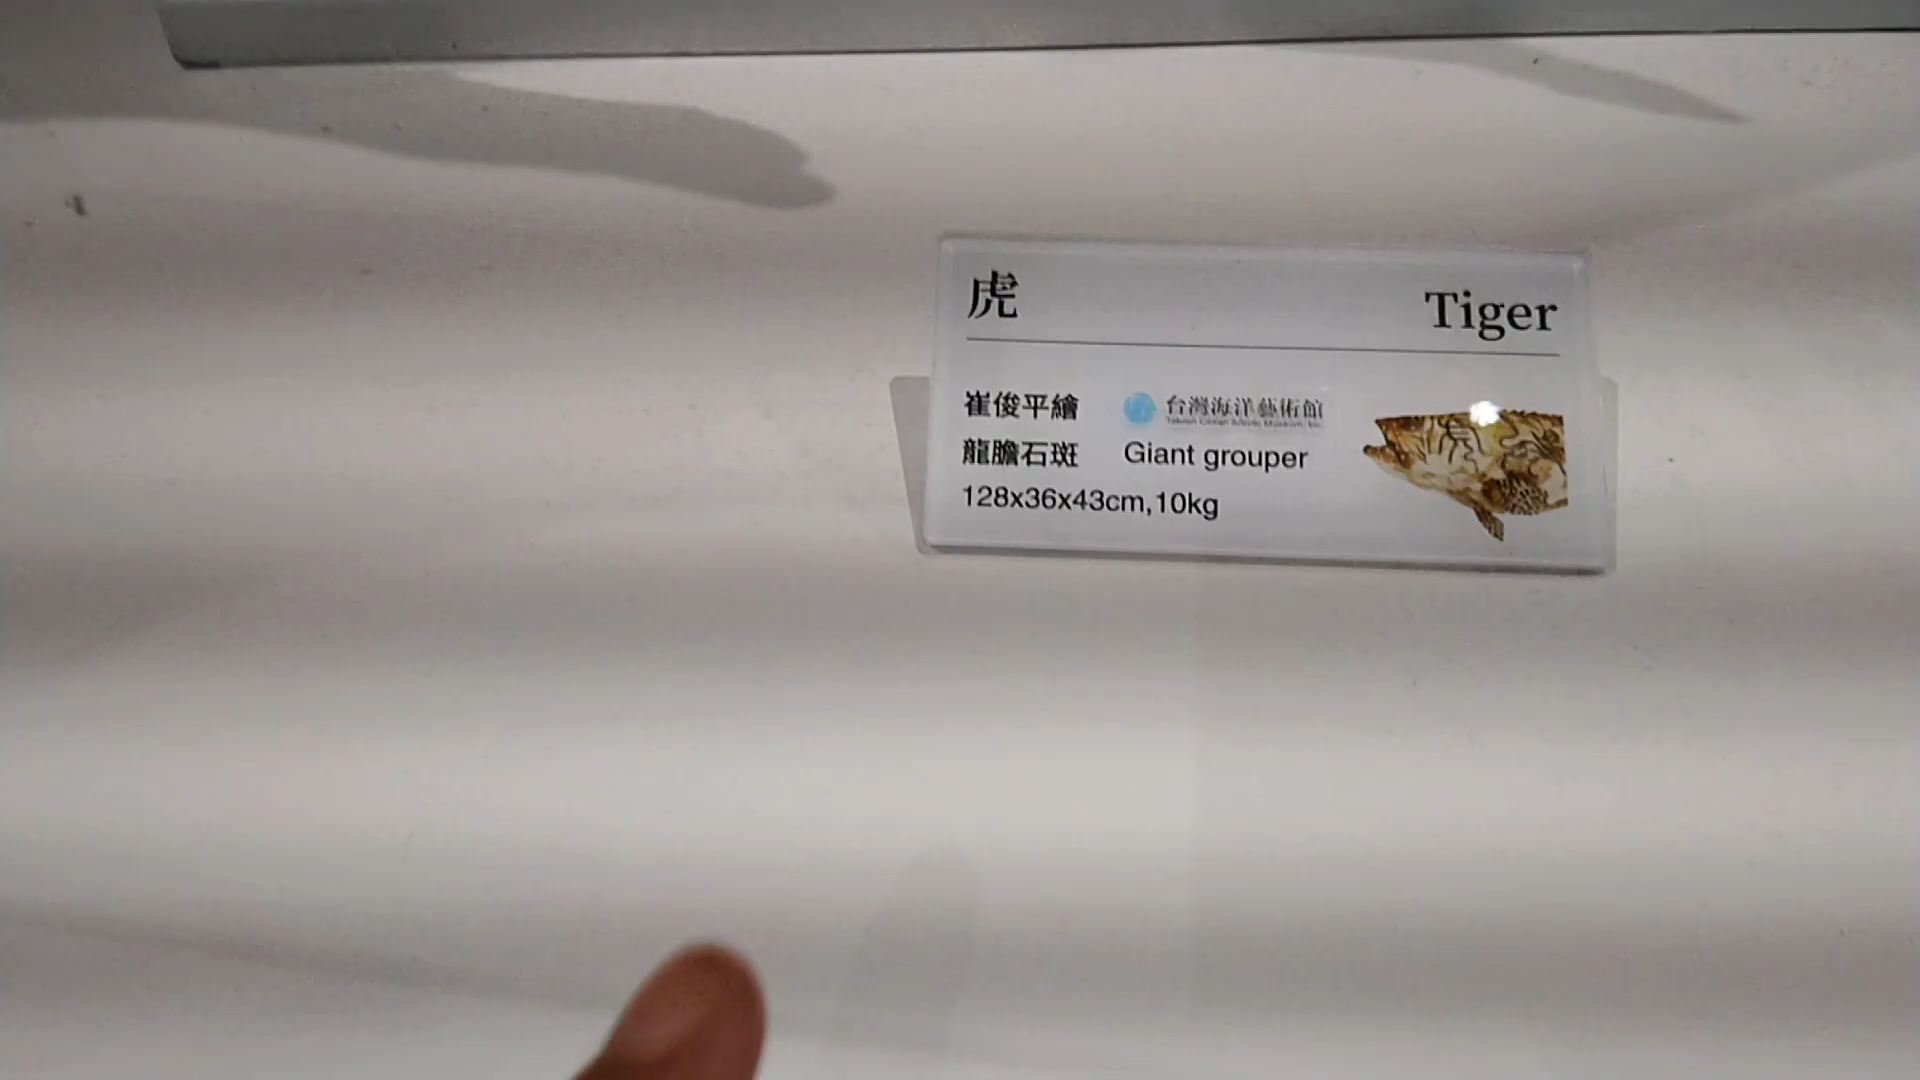 虎 Tiger
崔俊平繪 台灣海洋藝術館
龍膽石斑 Giant grouper
128x36x43cm,10kg